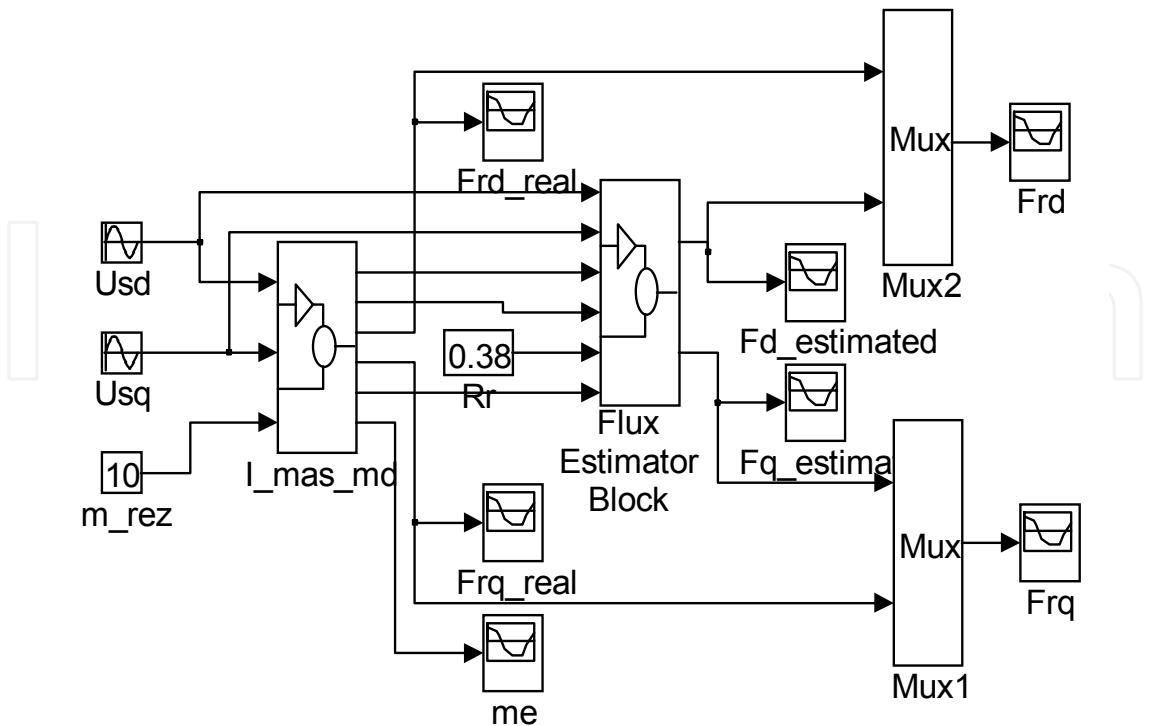 Mux
Frd_real
Frd
Usd
Mux2
Fd_estimated
0.38
Usq
Rr
Flux
Estimator
Block
I_mas_md
Fq_estimat
10
m_rez
Mux
Frq_real
Frq
Mux1
me